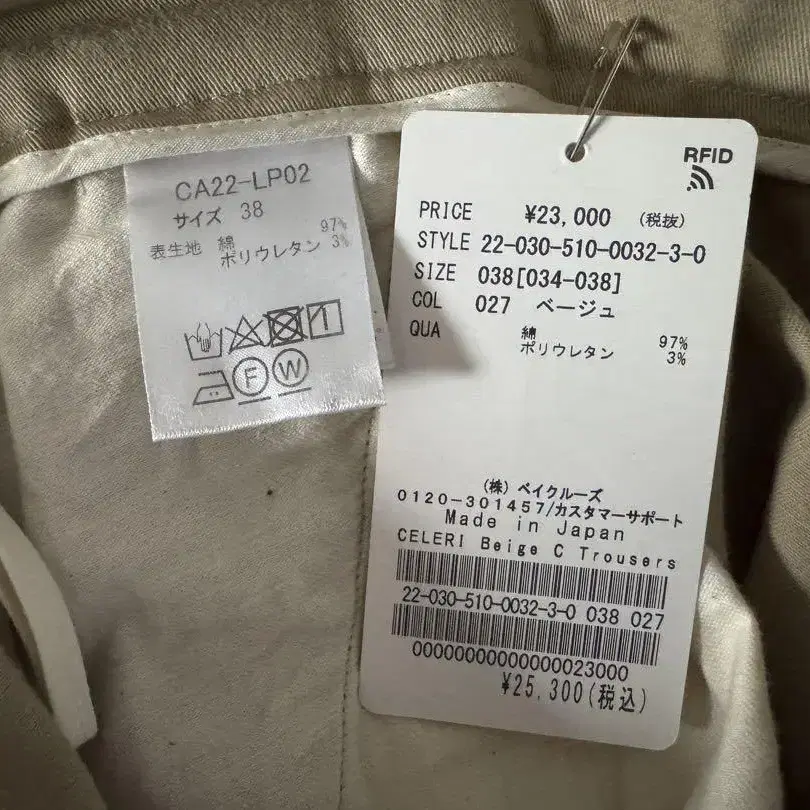 CA22-LP02
サイズ 38
表生地 綿 97%
ポリウレタン 3%
F W
RFID
PRICE ¥23,000 (税抜)
STYLE 22-030-510-0032-3-0
SIZE 038[034-038]
COL 027 ベージュ
QUA 綿 97%
ポリウレタン 3%
(株) ベイクルーズ
0120-301457/カスタマーサポート
Made in Japan
CELERI Beige C Trousers
22-030-510-0032-3-0 038 027
00000000000000023000
¥25,300(税込)